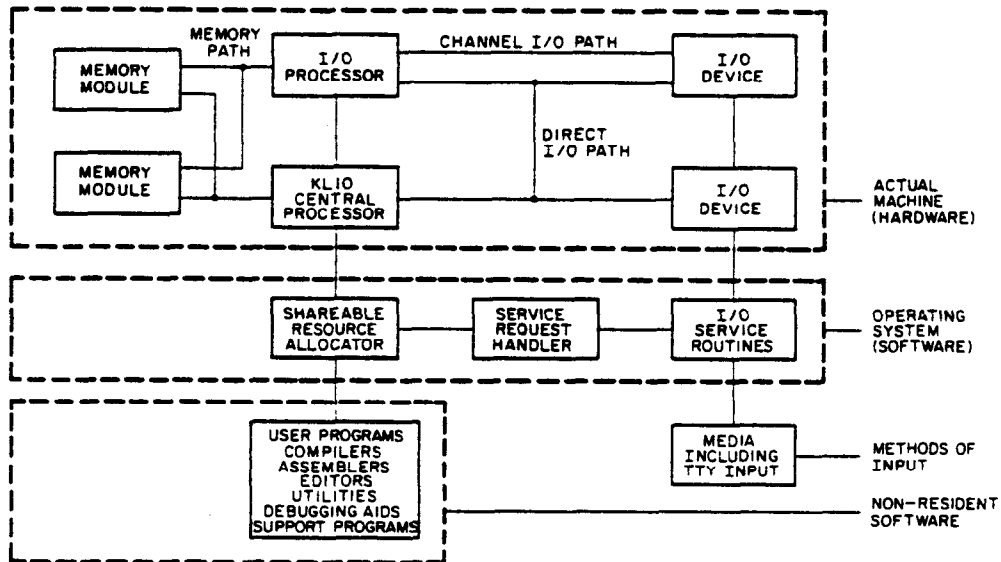 MEMORY
PATH
CHANNEL I/O PATH
MEMORY
MODULE
I/O
PROCESSOR
I/O
DEVICE
DIRECT
I/O PATH
MEMORY
MODULE
KL10
CENTRAL
PROCESSOR
I/O
DEVICE
ACTUAL
MACHINE
(HARDWARE)
SHAREABLE
RESOURCE
ALLOCATOR
SERVICE
REQUEST
HANDLER
I/O
SERVICE
ROUTINES
OPERATING
SYSTEM
(SOFTWARE)
USER PROGRAMS
COMPILERS
ASSEMBLERS
EDITORS
UTILITIES
DEBUGGING AIDS
SUPPORT PROGRAMS
MEDIA
INCLUDING
TTY INPUT
METHODS OF
INPUT
NON-RESIDENT
SOFTWARE